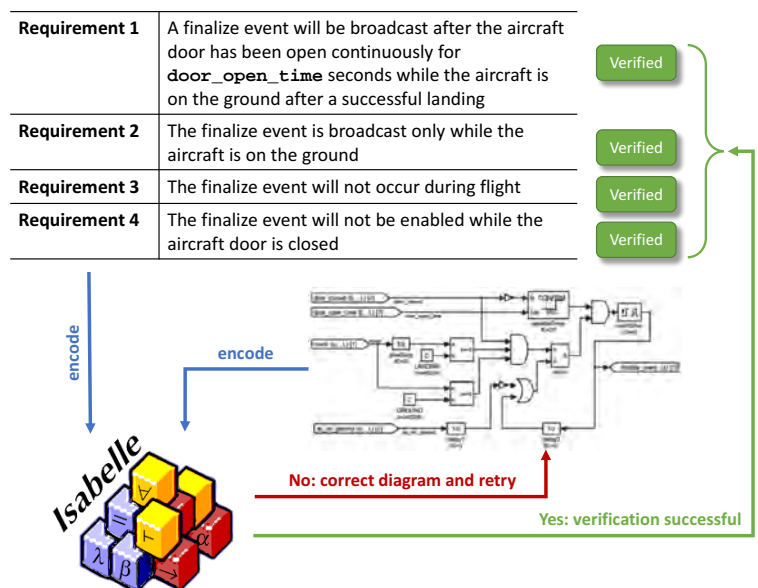 Requirement 1
A finalize event will be broadcast after the aircraft
door has been open continuously for
door_open_time seconds while the aircraft is
on the ground after a successful landing
Verified
Requirement 2
The finalize event is broadcast only while the
aircraft is on the ground
Verified
Requirement 3
The finalize event will not occur during flight
Verified
Requirement 4
The finalize event will not be enabled while the
aircraft door is closed
Verified
encode
encode
Isabelle
∀
=
⊢
α
λ
β
→
No: correct diagram and retry
Yes: verification successful